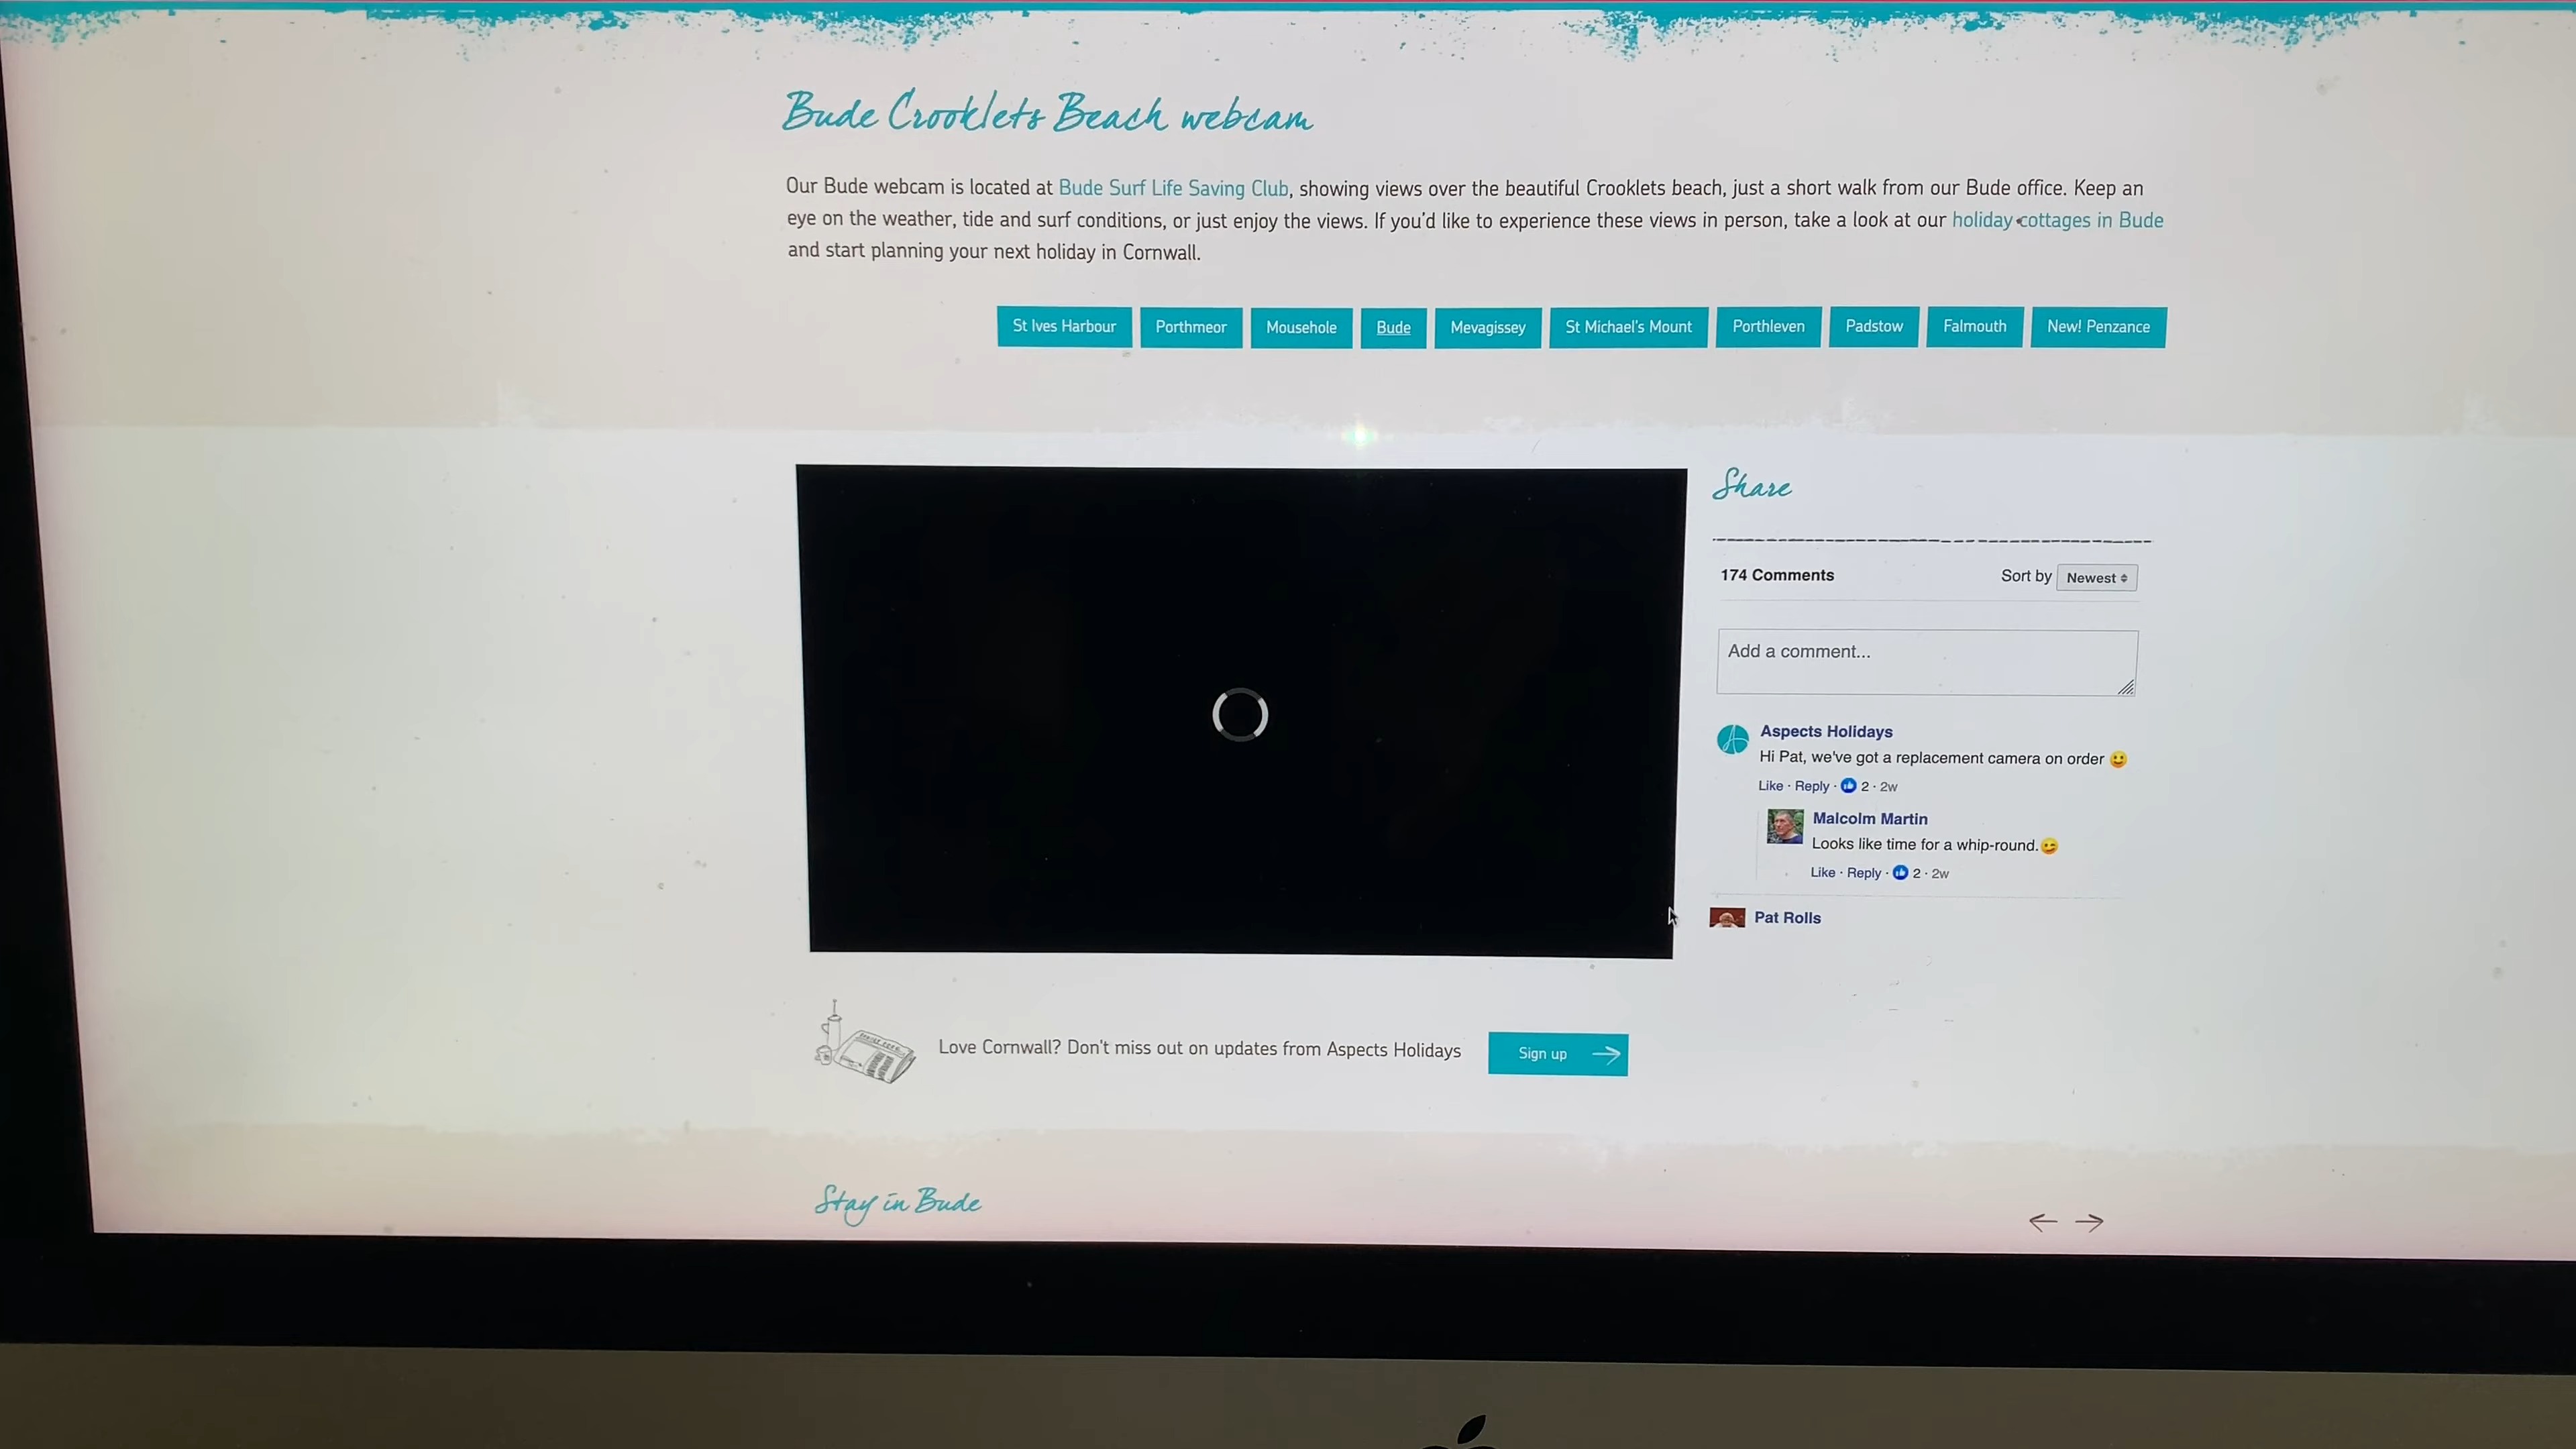 Bude Crooklets Beach webcam
Our Bude webcam is located at Bude Surf Life Saving Club, showing views over the beautiful Crooklets beach, just a short walk from our Bude office. Keep an
eye on the weather, tide and surf conditions, or just enjoy the views. If you'd like to experience these views in person, take a look at our holiday cottages in Bude
and start planning your next holiday in Cornwall.
St Ives Harbour Porthmeor Mousehole Bude Mevagissey St Michael's Mount Porthleven Padstow Falmouth New! Penzance
Share
174 Comments Sort by Newest
Add a comment...
Aspects Holidays
Hi Pat, we've got a replacement camera on order 😀
Like · Reply · 2 · 2w
Malcolm Martin
Looks like time for a whip-round.😉
Like · Reply · 2 · 2w
Pat Rolls
Love Cornwall? Don't miss out on updates from Aspects Holidays Sign up
Stay in Bude